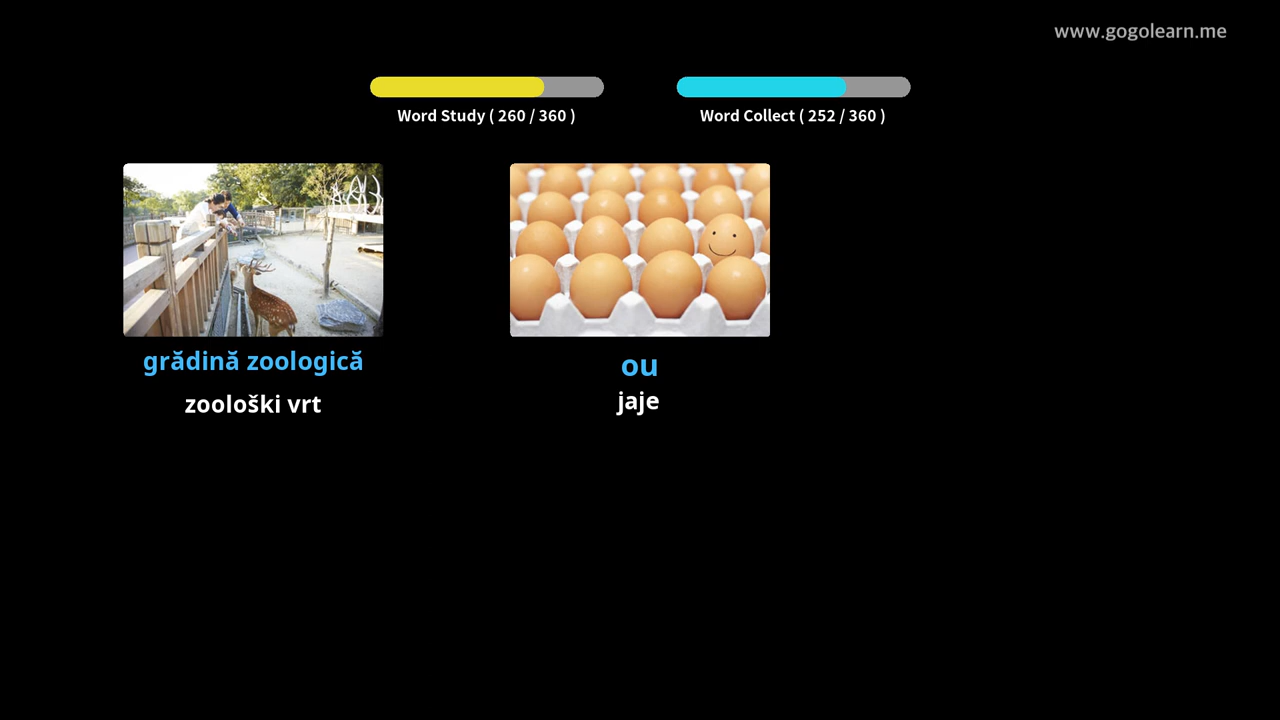 www.gogolearn.me
Word Study ( 260 / 360 )
Word Collect ( 252 / 360 )
grădină zoologică
zoološki vrt
ou
jaje